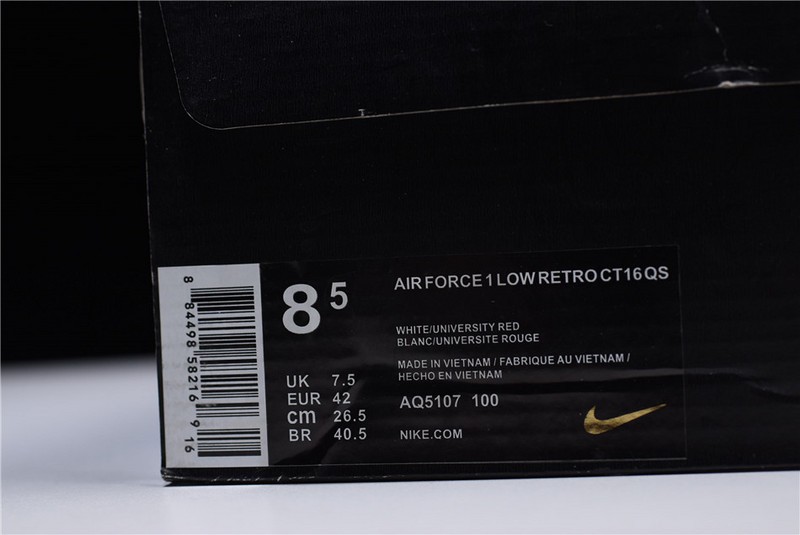 8 84498 58216 9 16
8 5
AIR FORCE 1 LOW RETRO CT16 QS
WHITE/UNIVERSITY RED
BLANC/UNIVERSITE ROUGE
MADE IN VIETNAM / FABRIQUE AU VIETNAM /
HECHO EN VIETNAM
UK 7.5
EUR 42
cm 26.5
BR 40.5
AQ5107 100
NIKE.COM